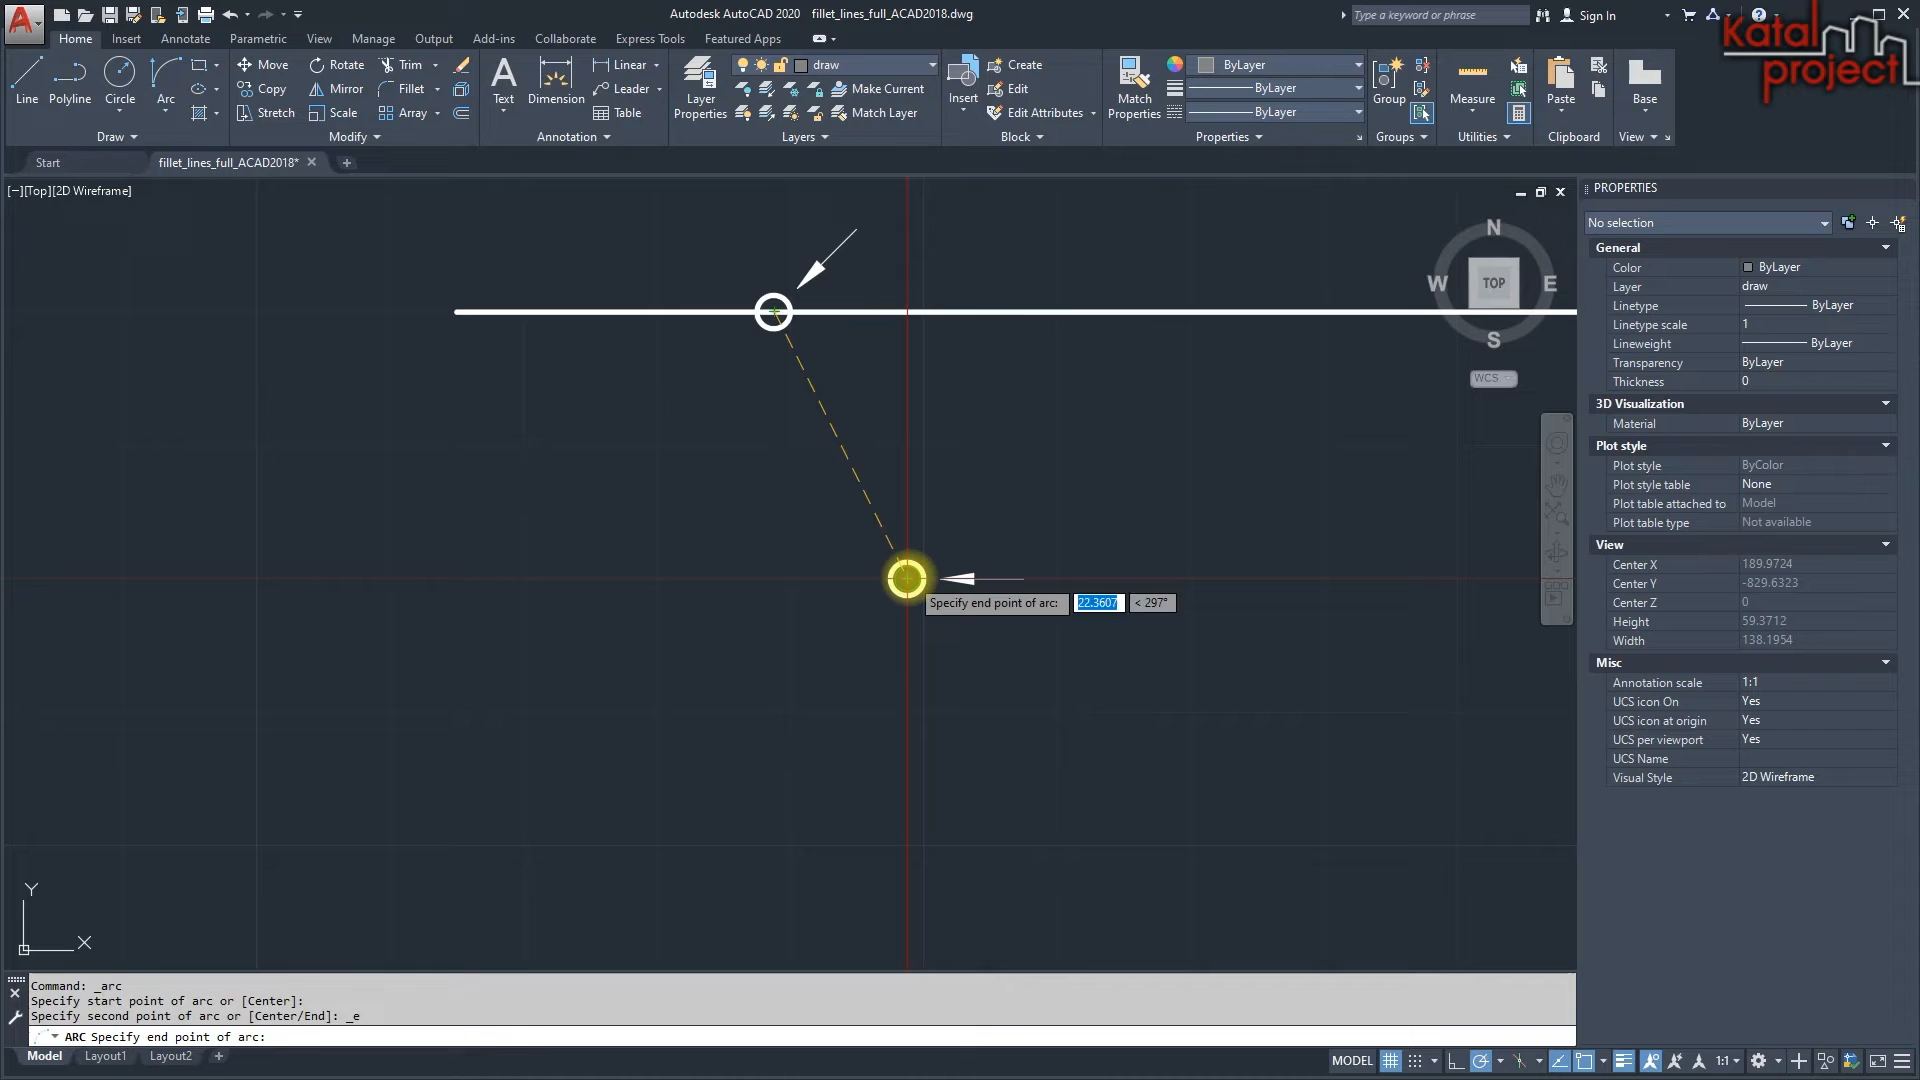 Autodesk AutoCAD 2020 fillet_lines_full_ACAD2018.dwg
Type a keyword or phrase
Sign In
Katal
project
Home Insert Annotate Parametric View Manage Output Add-ins Collaborate Express Tools Featured Apps
Line
Polyline
Circle
Arc
Draw
Move Rotate Trim
Copy Mirror Fillet
Stretch Scale Array
Modify
Text
Dimension
Linear
Leader
Table
Annotation
Layer
Properties
draw
Make Current
Match Layer
Layers
Insert
Create
Edit
Edit Attributes
Block
Match
Properties
ByLayer
ByLayer
ByLayer
Properties
Group
Groups
Measure
Utilities
Paste
Clipboard
Base
View
Start fillet_lines_full_ACAD2018*
[−][Top][2D Wireframe]
N
W TOP E
S
WCS
Specify end point of arc: 22.3607 < 297°
Y
X
PROPERTIES
No selection
General
Color ByLayer
Layer draw
Linetype ByLayer
Linetype scale 1
Lineweight ByLayer
Transparency ByLayer
Thickness 0
3D Visualization
Material ByLayer
Plot style
Plot style ByColor
Plot style table None
Plot table attached to Model
Plot table type Not available
View
Center X 189.9724
Center Y -829.6323
Center Z 0
Height 59.3712
Width 138.1954
Misc
Annotation scale 1:1
UCS icon On Yes
UCS icon at origin Yes
UCS per viewport Yes
UCS Name
Visual Style 2D Wireframe
Command: _arc
Specify start point of arc or [Center]:
Specify second point of arc or [Center/End]: _e
ARC Specify end point of arc:
Model Layout1 Layout2
MODEL 1:1